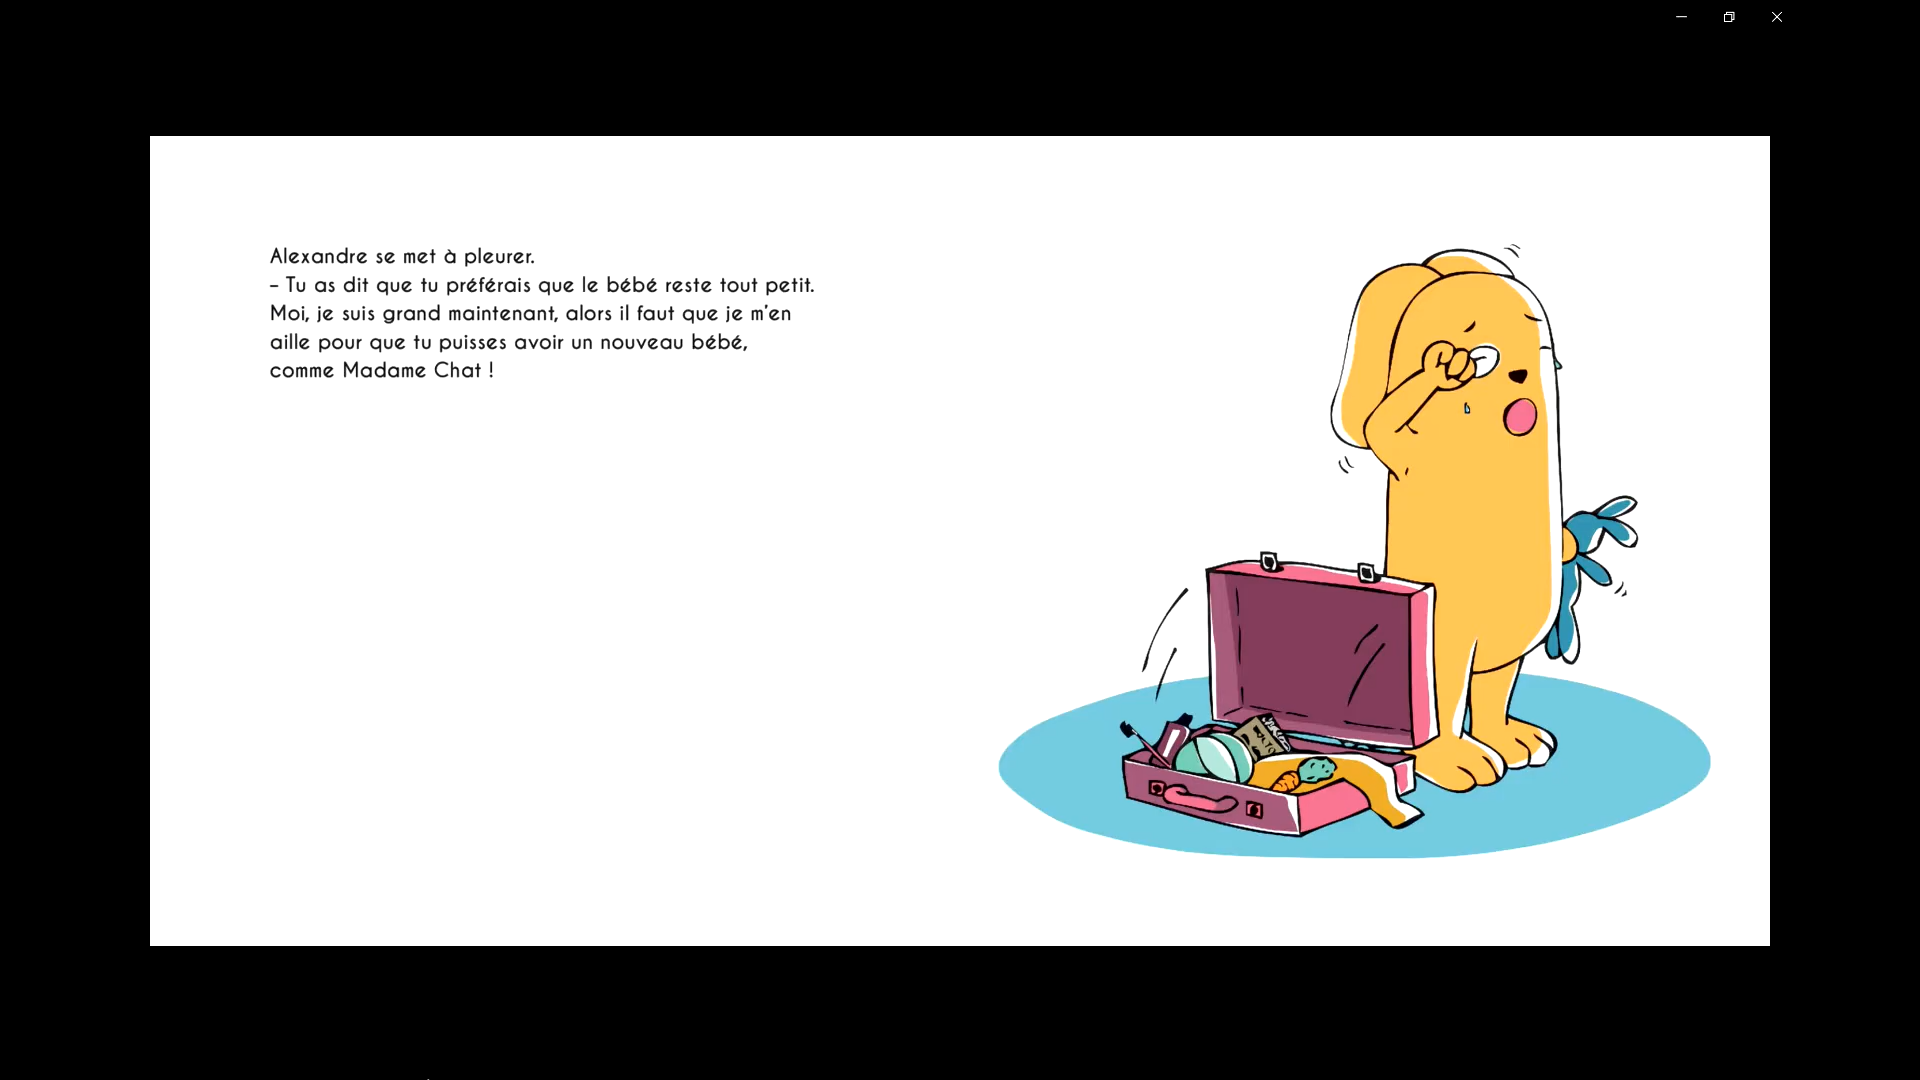 Alexandre se met à pleurer.
– Tu as dit que tu préférais que le bébé reste tout petit.
Moi, je suis grand maintenant, alors il faut que je m'en
aille pour que tu puisses avoir un nouveau bébé,
comme Madame Chat !